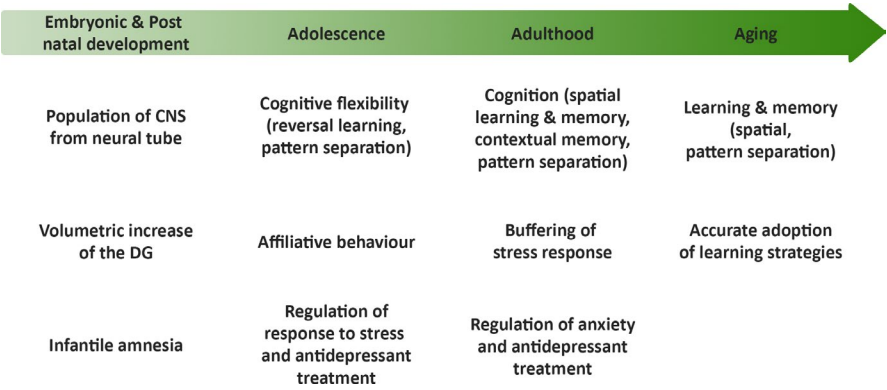 Embryonic & Post
natal development
Adolescence
Adulthood
Aging
Population of CNS
from neural tube
Cognitive flexibility
(reversal learning,
pattern separation)
Cognition (spatial
learning & memory,
contextual memory,
pattern separation)
Learning & memory
(spatial,
pattern separation)
Volumetric increase
of the DG
Affiliative behaviour
Buffering of
stress response
Accurate adoption
of learning strategies
Infantile amnesia
Regulation of
response to stress
and antidepressant
treatment
Regulation of anxiety
and antidepressant
treatment